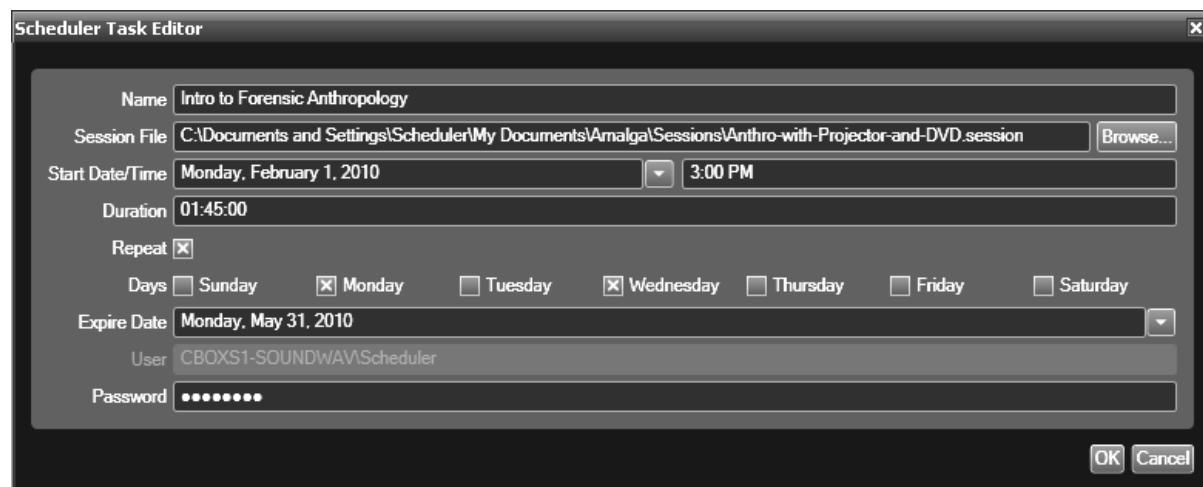 Scheduler Task Editor
Name Intro to Forensic Anthropology
Session File C:\Documents and Settings\Scheduler\My Documents\Amalga\Sessions\Anthro-with-Projector-and-DVD.session Browse...
Start Date/Time Monday, February 1, 2010 3:00 PM
Duration 01:45:00
Repeat
Days Sunday Monday Tuesday Wednesday Thursday Friday Saturday
Expire Date Monday, May 31, 2010
User CBOXS1-SOUNDWAV\Scheduler
Password ●●●●●●●●
OK Cancel